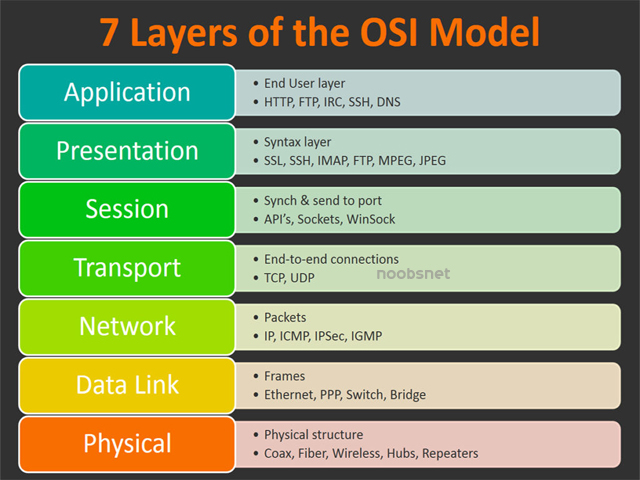 7 Layers of the OSI Model
Application
• End User layer
• HTTP, FTP, IRC, SSH, DNS
Presentation
• Syntax layer
• SSL, SSH, IMAP, FTP, MPEG, JPEG
Session
• Synch & send to port
• API's, Sockets, WinSock
Transport
• End-to-end connections
• TCP, UDP
noobsnet
Network
• Packets
• IP, ICMP, IPSec, IGMP
Data Link
• Frames
• Ethernet, PPP, Switch, Bridge
Physical
• Physical structure
• Coax, Fiber, Wireless, Hubs, Repeaters